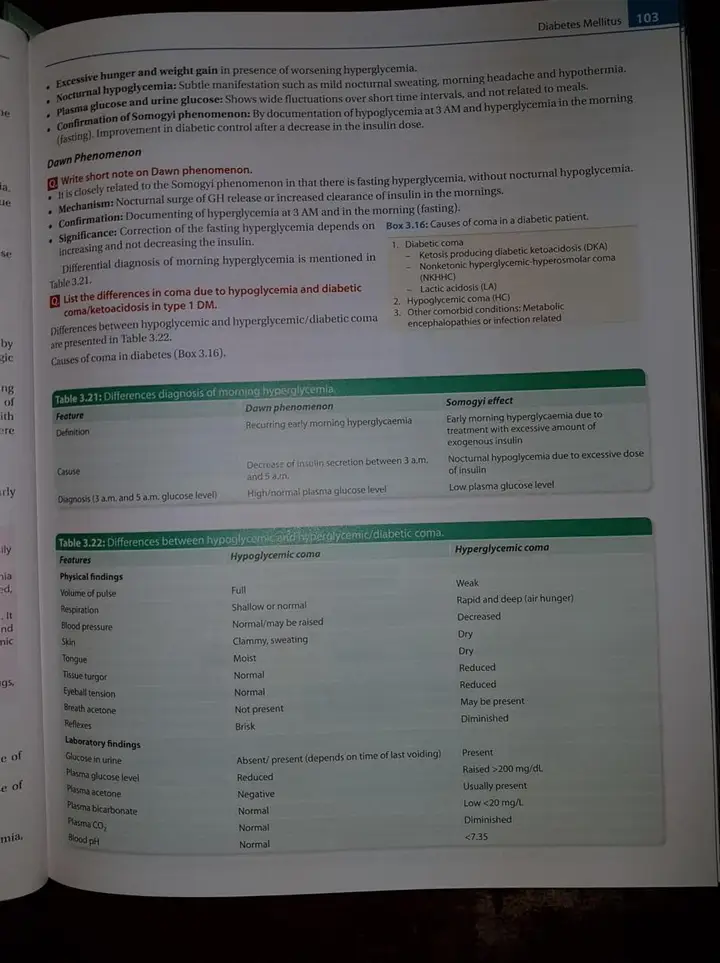 Diabetes Mellitus 103
• Excessive hunger and weight gain in presence of worsening hyperglycemia.
• Nocturnal hypoglycemia: Subtle manifestation such as mild nocturnal sweating, morning headache and hypothermia.
• Plasma glucose and urine glucose: Shows wide fluctuations over short time intervals, and not related to meals.
• Confirmation of Somogyi phenomenon: By documentation of hypoglycemia at 3 AM and hyperglycemia in the morning
(fasting). Improvement in diabetic control after a decrease in the insulin dose.
Dawn Phenomenon
Q Write short note on Dawn phenomenon.
• It is closely related to the Somogyi phenomenon in that there is fasting hyperglycemia, without nocturnal hypoglycemia.
• Mechanism: Nocturnal surge of GH release or increased clearance of insulin in the mornings.
• Confirmation: Documenting of hyperglycemia at 3 AM and in the morning (fasting).
• Significance: Correction of the fasting hyperglycemia depends on
increasing and not decreasing the insulin.
Differential diagnosis of morning hyperglycemia is mentioned in
Table 3.21.
Q List the differences in coma due to hypoglycemia and diabetic
coma/ketoacidosis in type 1 DM.
Differences between hypoglycemic and hyperglycemic/diabetic coma
are presented in Table 3.22.
Causes of coma in diabetes (Box 3.16).
Box 3.16: Causes of coma in a diabetic patient.
1. Diabetic coma
– Ketosis producing diabetic ketoacidosis (DKA)
– Nonketonic hyperglycemic-hyperosmolar coma
(NKHHC)
– Lactic acidosis (LA)
2. Hypoglycemic coma (HC)
3. Other comorbid conditions: Metabolic
encephalopathies or infection related
Table 3.21: Differences diagnosis of morning hyperglycemia.
Feature Dawn phenomenon Somogyi effect
Definition Recurring early morning hyperglycaemia Early morning hyperglycaemia due to
treatment with excessive amount of
exogenous insulin
Casuse Decrease of insulin secretion between 3 a.m. Nocturnal hypoglycemia due to excessive dose
and 5 a.m. of insulin
Diagnosis (3 a.m. and 5 a.m. glucose level) High/normal plasma glucose level Low plasma glucose level
Table 3.22: Differences between hypoglycemic and hyperglycemic/diabetic coma.
Features Hypoglycemic coma Hyperglycemic coma
Physical findings
Volume of pulse Full Weak
Respiration Shallow or normal Rapid and deep (air hunger)
Blood pressure Normal/may be raised Decreased
Skin Clammy, sweating Dry
Tongue Moist Dry
Tissue turgor Normal Reduced
Eyeball tension Normal Reduced
Breath acetone Not present May be present
Reflexes Brisk Diminished
Laboratory findings
Glucose in urine Absent/ present (depends on time of last voiding) Present
Plasma glucose level Reduced Raised >200 mg/dL
Plasma acetone Negative Usually present
Plasma bicarbonate Normal Low <20 mg/L
Plasma CO₂ Normal Diminished
Blood pH Normal <7.35